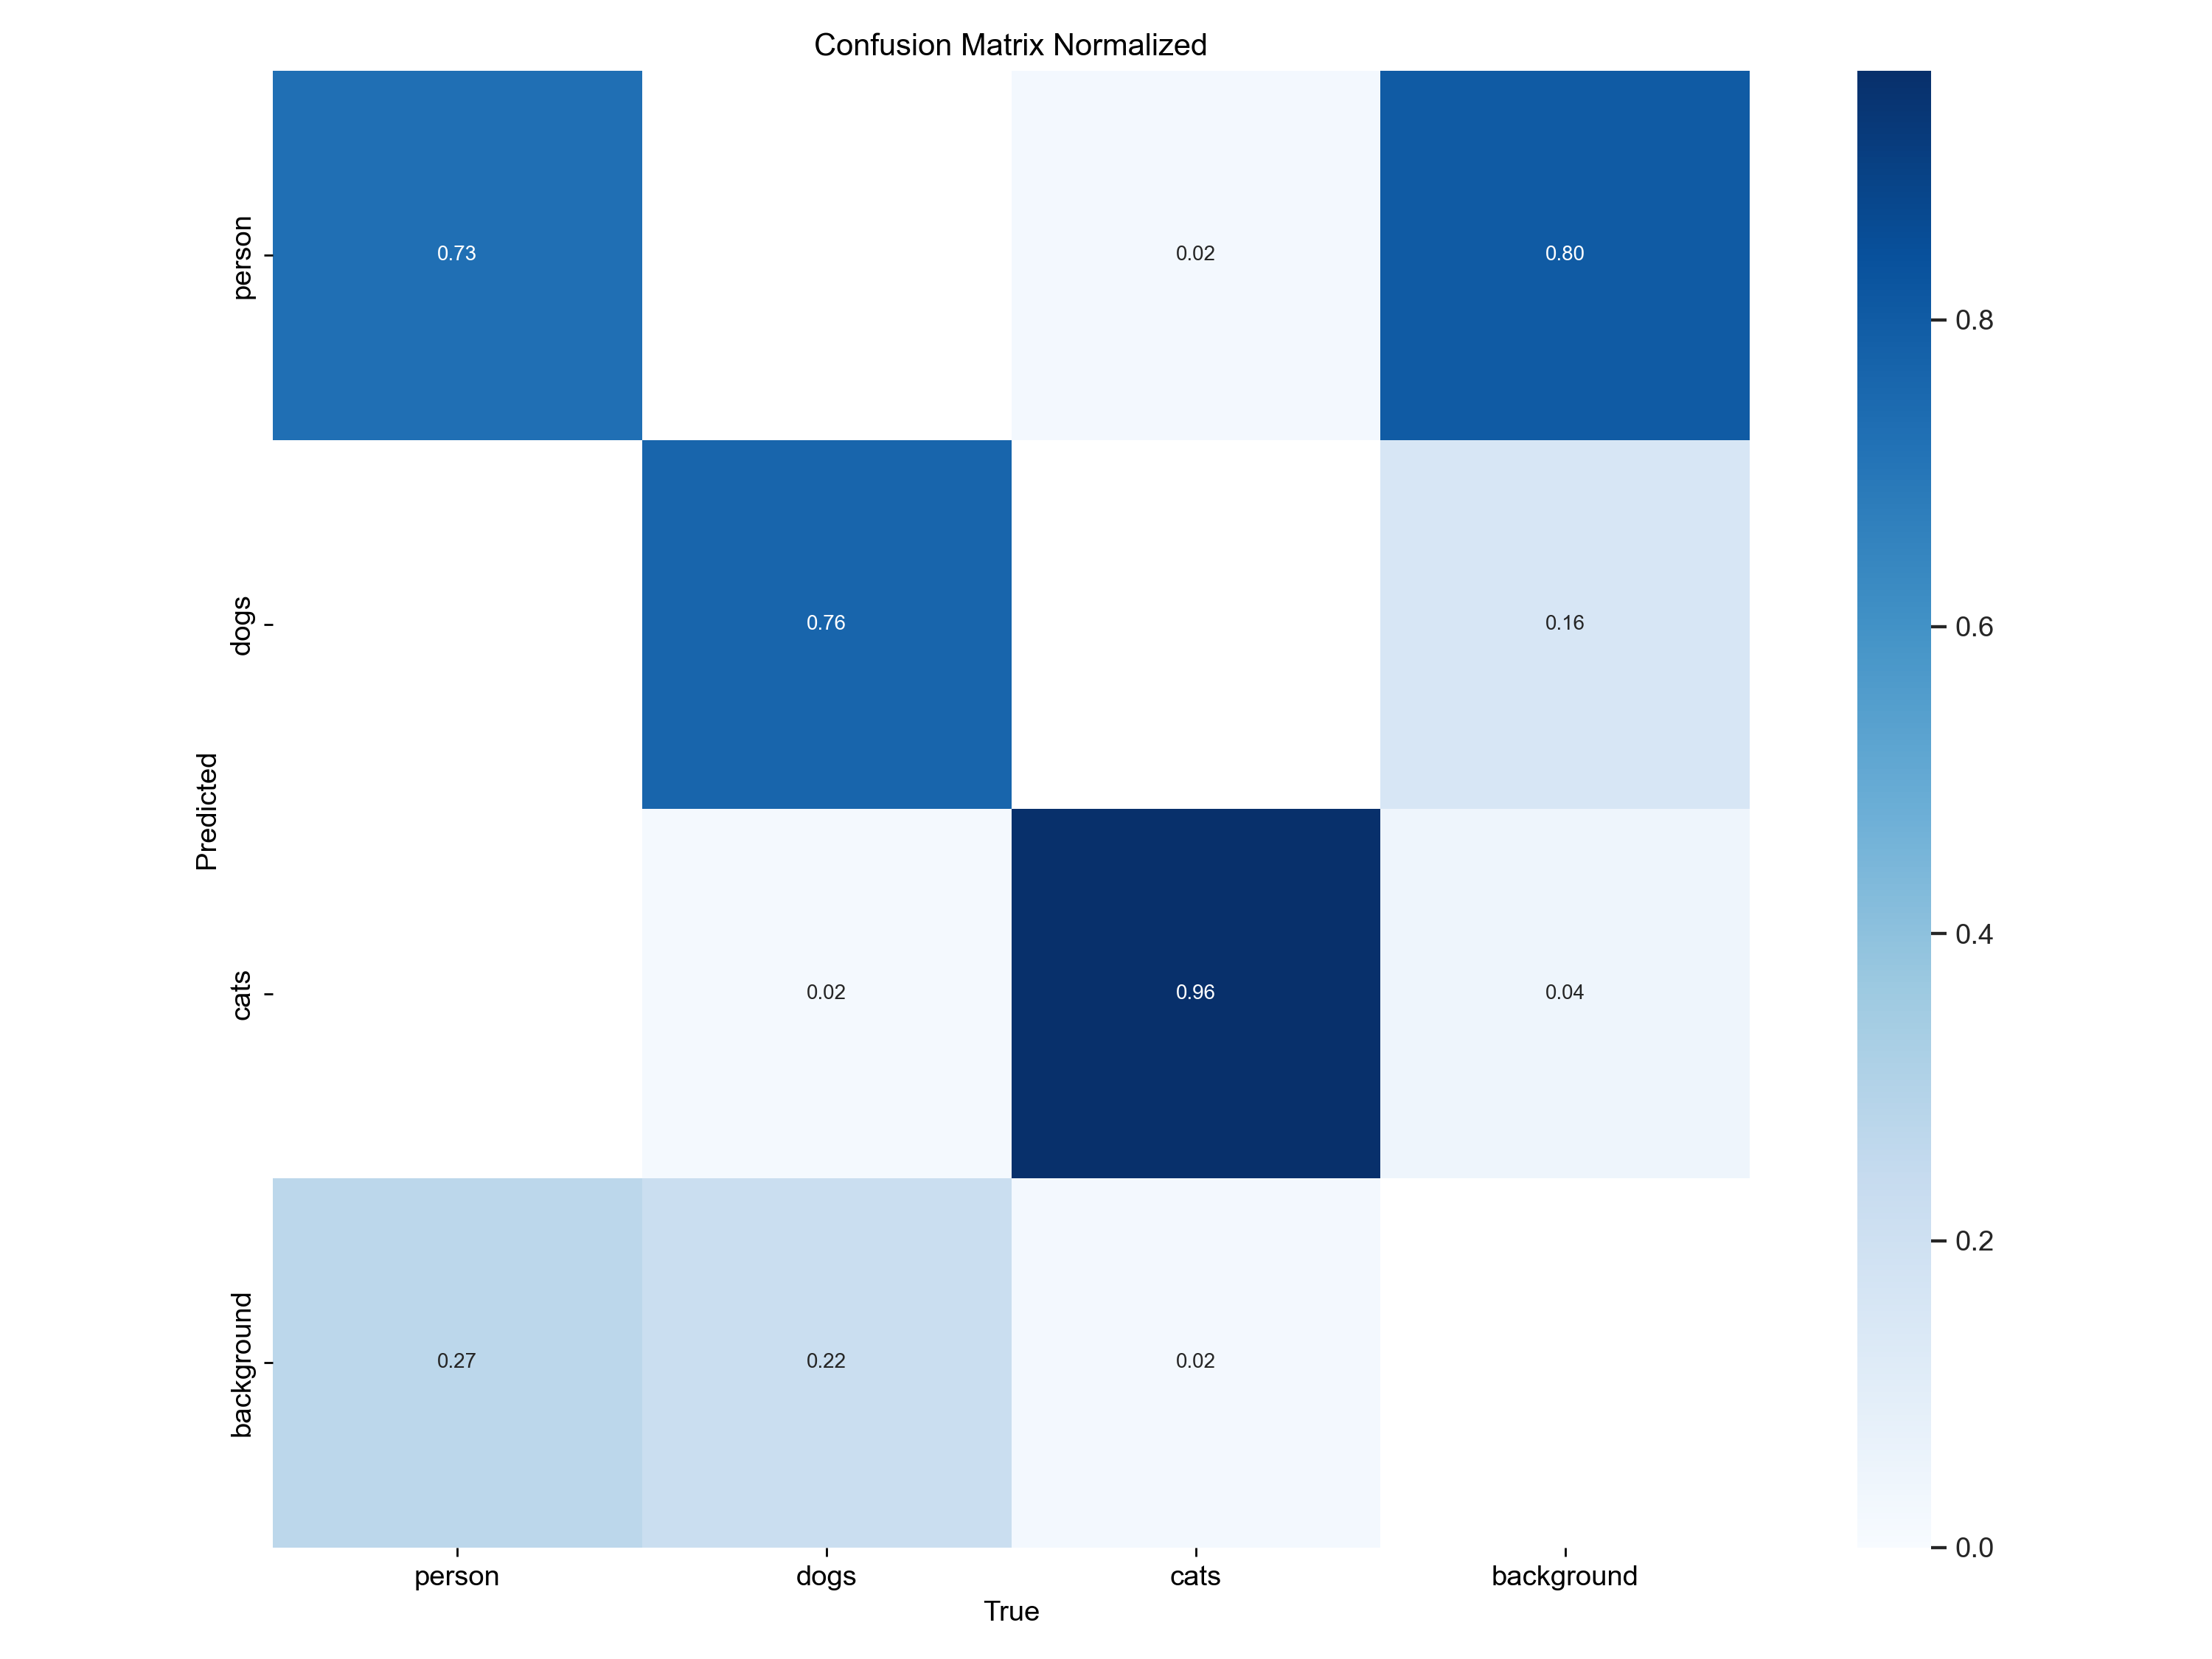 Confusion Matrix Normalized
person
0.73
0.02
0.80
dogs
0.76
0.16
cats
0.02
0.96
0.04
background
0.27
0.22
0.02
Predicted
person
dogs
cats
background
True
0.8
0.6
0.4
0.2
0.0